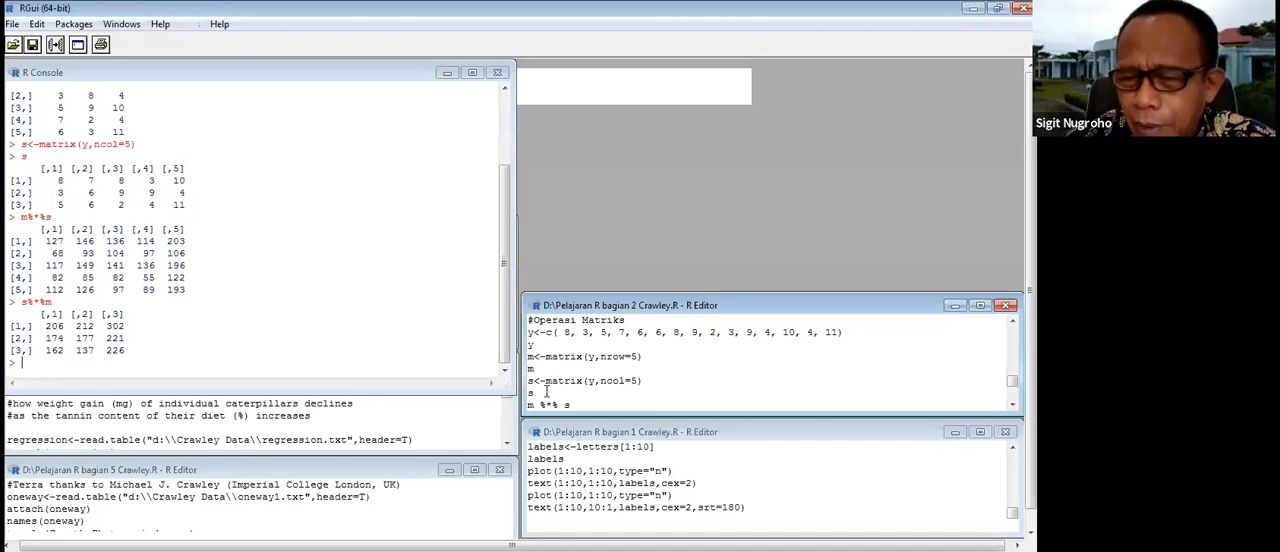 RGui (64-bit)
File Edit Packages Windows Help Help
R Console
[2,] 3 8 4
[3,] 5 9 10
[4,] 7 2 4
[5,] 6 3 11
> s<-matrix(y,ncol=5)
> s
[,1] [,2] [,3] [,4] [,5]
[1,] 8 7 8 3 10
[2,] 3 6 9 9 4
[3,] 5 6 2 4 11
> m%*%s
[,1] [,2] [,3] [,4] [,5]
[1,] 127 146 136 114 203
[2,] 68 93 104 97 106
[3,] 117 149 141 136 196
[4,] 82 85 82 55 122
[5,] 112 126 97 89 193
> s%*%m
[,1] [,2] [,3]
[1,] 206 212 302
[2,] 174 177 221
[3,] 162 137 226
>
#how weight gain (mg) of individual caterpillars declines
#as the tannin content of their diet (%) increases
regression<-read.table("d:\\Crawley Data\\regression.txt",header=T)
D:\Pelajaran R bagian 5 Crawley.R - R Editor
#Terra thanks to Michael J. Crawley (Imperial College London, UK)
oneway<-read.table("d:\\Crawley Data\\oneway1.txt",header=T)
attach(oneway)
names(oneway)
D:\Pelajaran R bagian 2 Crawley.R - R Editor
#Operasi Matriks
y<-c( 8, 3, 5, 7, 6, 6, 8, 9, 2, 3, 9, 4, 10, 4, 11)
y
m<-matrix(y,nrow=5)
m
s<-matrix(y,ncol=5)
s
m %*% s
D:\Pelajaran R bagian 1 Crawley.R - R Editor
labels<-letters[1:10]
labels
plot(1:10,1:10,type="n")
text(1:10,1:10,labels,cex=2)
plot(1:10,1:10,type="n")
text(1:10,10:1,labels,cex=2,srt=180)
Sigit Nugroho